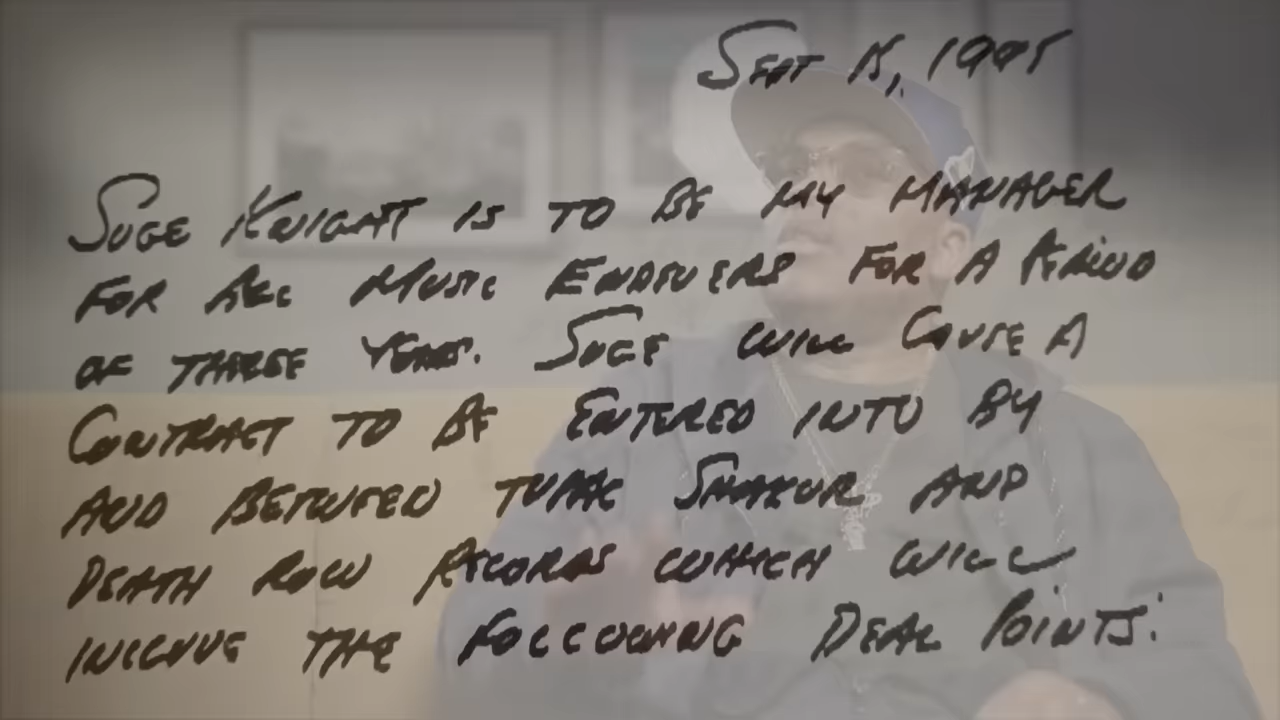 Sept 15, 1995
Suge Knight is to be my manager
for all music endevers for a period
of three years. Suge will cause a
contract to be entered into by
and between Tupac Shakur and
Death Row Records which will
include the following deal points: